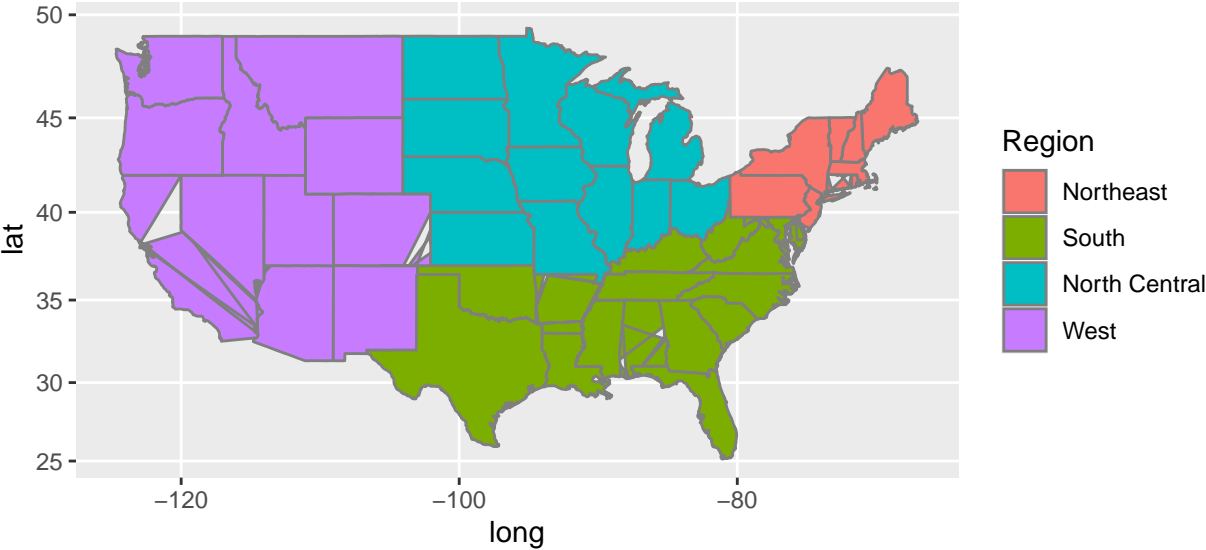 50
45
40
35
30
25
lat
−120
−100
−80
long
Region
Northeast
South
North Central
West